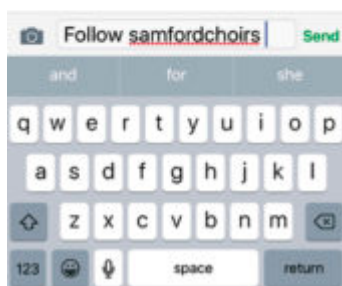 Follow samfordchoirs Send
and for she
q w e r t y u i o p
a s d f g h j k l
z x c v b n m
123 space return